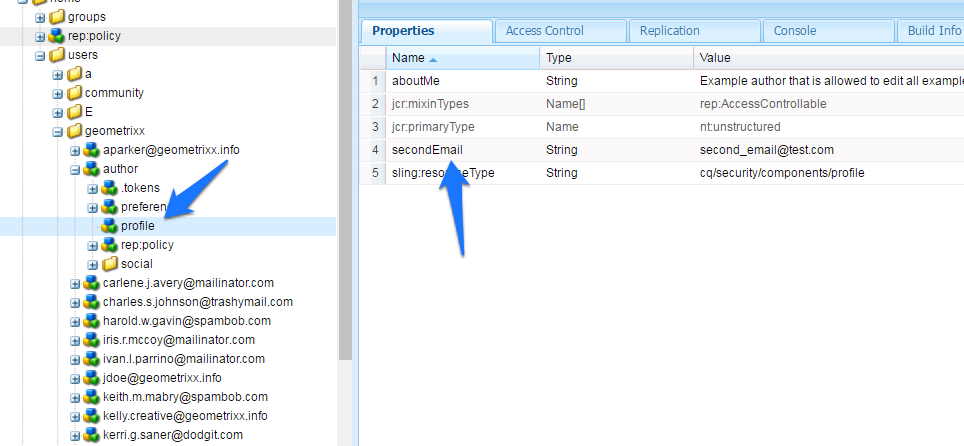 home
groups
rep:policy
users
a
community
E
geometrixx
aparker@geometrixx.info
author
.tokens
preferen
profile
rep:policy
social
carlene.j.avery@mailinator.com
charles.s.johnson@trashymail.com
harold.w.gavin@spambob.com
iris.r.mccoy@mailinator.com
ivan.l.parrino@mailinator.com
jdoe@geometrixx.info
keith.m.mabry@spambob.com
kelly.creative@geometrixx.info
kerri.g.saner@dodgit.com
Properties Access Control Replication Console Build Info
Name Type Value
1 aboutMe String Example author that is allowed to edit all example
2 jcr:mixinTypes Name[] rep:AccessControllable
3 jcr:primaryType Name nt:unstructured
4 secondEmail String second_email@test.com
5 sling:resourceType String cq/security/components/profile